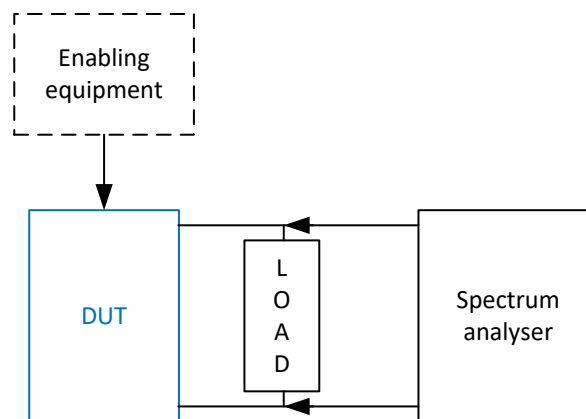 Enabling
equipment
DUT
L
O
A
D
Spectrum
analyser